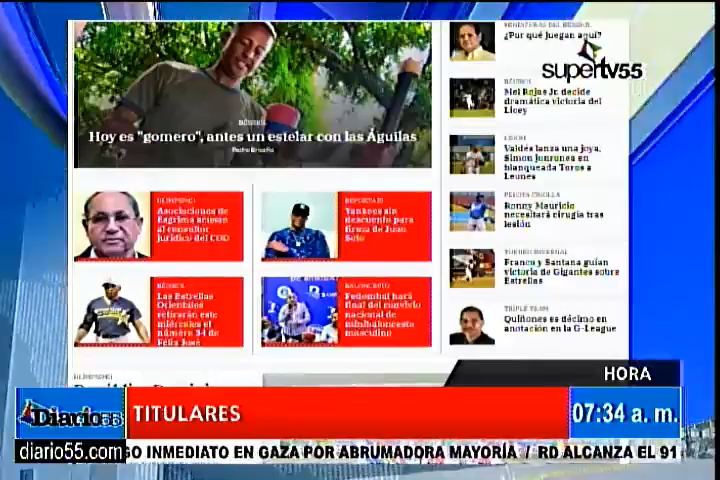 ¿Por qué juegan aquí?
supertv55
BÉISBOL
Hoy es "gomero", antes un estelar con las Águilas
Pedro Briceño
Mel Rojas Jr. decide
dramática victoria del
Licey
LIDOM
Valdés lanza una joya,
Simon jonronea en
blanqueada Toros a
Leones
PELOTA CRIOLLA
Ronny Mauricio
necesitará cirugía tras
lesión
TORNEO INVERNAL
Franco y Santana guían
victoria de Gigantes sobre
Estrellas
TRIPLE TEAM
Quiñones es décimo en
anotación en la G-League
Asociaciones de
Esgrima acusan
al consultor
jurídico del COD
REPORTAJE
Yankees sin
descuento para
firma de Juan
Soto
BÉISBOL
Las Estrellas
Orientales
retirarán este
miércoles el
número 34 de
Félix José
BALONCESTO
Fedombal hará
final del convivio
nacional de
minibaloncesto
masculino
HORA
Diario55
TITULARES
07:34 a. m.
diario55.com
GO INMEDIATO EN GAZA POR ABRUMADORA MAYORÍA / RD ALCANZA EL 91